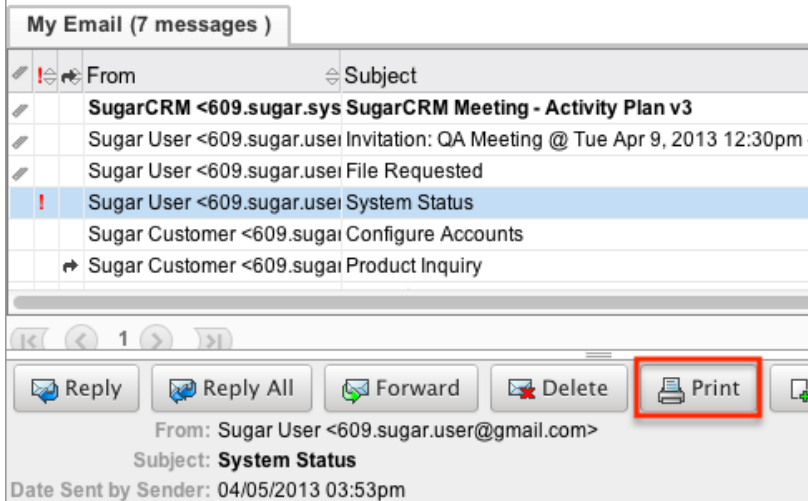 My Email (7 messages )
! From Subject
SugarCRM <609.sugar.sys SugarCRM Meeting - Activity Plan v3
Sugar User <609.sugar.user Invitation: QA Meeting @ Tue Apr 9, 2013 12:30pm
Sugar User <609.sugar.user File Requested
! Sugar User <609.sugar.user System Status
Sugar Customer <609.sugar Configure Accounts
Sugar Customer <609.sugar Product Inquiry
1
Reply Reply All Forward Delete Print
From: Sugar User <609.sugar.user@gmail.com>
Subject: System Status
Date Sent by Sender: 04/05/2013 03:53pm